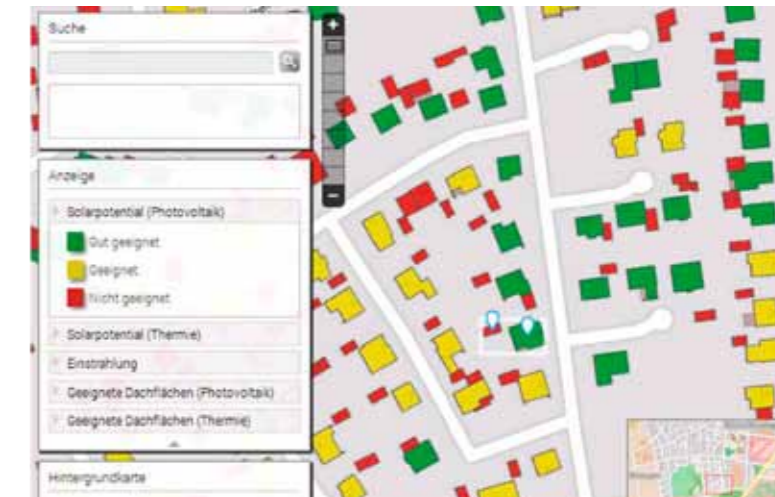 Suche
Anzeige
Solarpotential (Photovoltaik)
Gut geeignet
Geeignet
Nicht geeignet
Solarpotential (Thermie)
Einstrahlung
Geeignete Dachflächen (Photovoltaik)
Geeignete Dachflächen (Thermie)
Hintergrundkarte